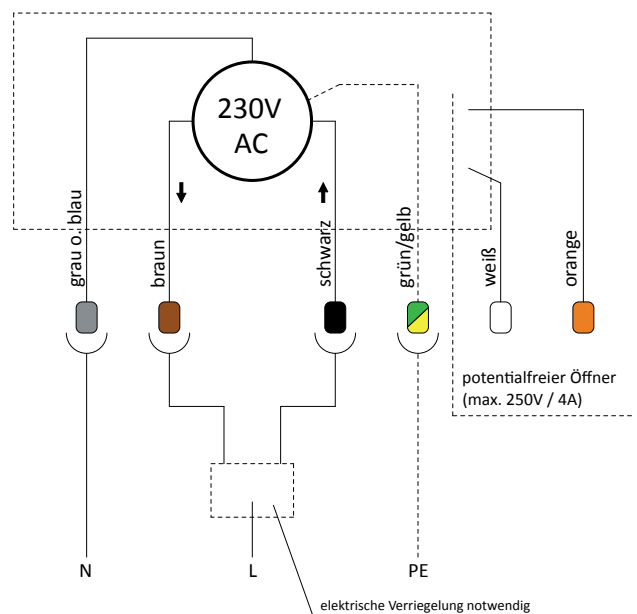 230V
AC
grau o. blau
braun
schwarz
grün/gelb
weiß
orange
potentialfreier Öffner
(max. 250V / 4A)
N
L
PE
elektrische Verriegelung notwendig